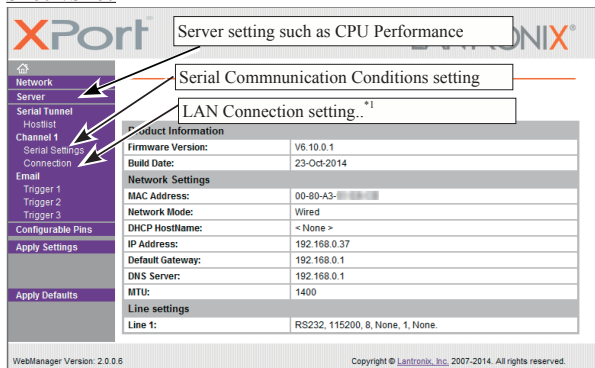 XPort®
LANTRONIX®
Server setting such as CPU Performance
Serial Commnunication Conditions setting
LAN Connection setting..*1
Network
Server
Serial Tunnel
Hostlist
Channel 1
Serial Settings
Connection
Email
Trigger 1
Trigger 2
Trigger 3
Configurable Pins
Apply Settings
Apply Defaults
Product Information
Firmware Version: V6.10.0.1
Build Date: 23-Oct-2014
Network Settings
MAC Address: 00-80-A3-
Network Mode: Wired
DHCP HostName: < None >
IP Address: 192.168.0.37
Default Gateway: 192.168.0.1
DNS Server: 192.168.0.1
MTU: 1400
Line settings
Line 1: RS232, 115200, 8, None, 1, None.
WebManager Version: 2.0.0.6
Copyright © Lantronix, Inc. 2007-2014. All rights reserved.